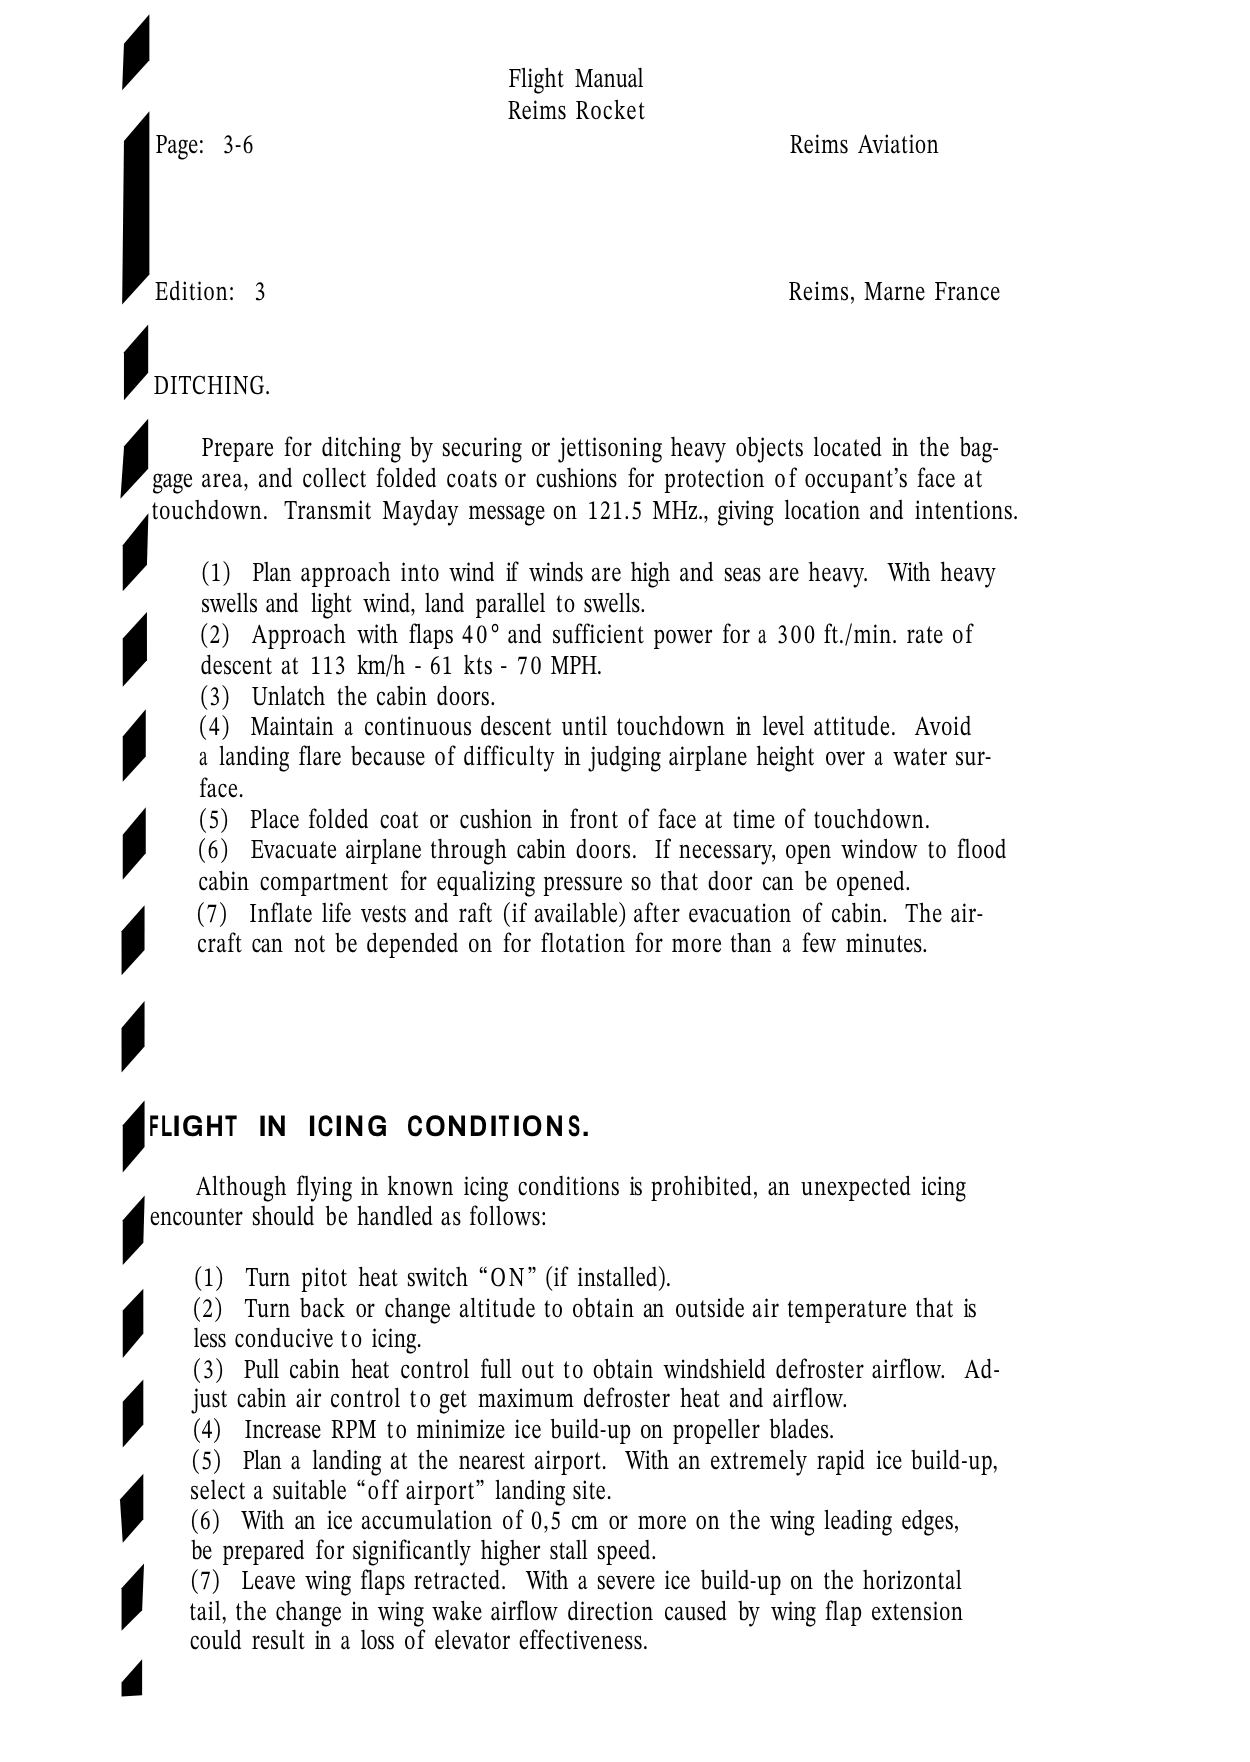 Flight Manual
Reims Rocket
Page: 3-6 Reims Aviation
Edition: 3 Reims, Marne France
DITCHING.
Prepare for ditching by securing or jettisoning heavy objects located in the bag-
gage area, and collect folded coats or cushions for protection of occupant’s face at
touchdown. Transmit Mayday message on 121.5 MHz., giving location and intentions.
(1) Plan approach into wind if winds are high and seas are heavy. With heavy
swells and light wind, land parallel to swells.
(2) Approach with flaps 40° and sufficient power for a 300 ft./min. rate of
descent at 113 km/h - 61 kts - 70 MPH.
(3) Unlatch the cabin doors.
(4) Maintain a continuous descent until touchdown in level attitude. Avoid
a landing flare because of difficulty in judging airplane height over a water sur-
face.
(5) Place folded coat or cushion in front of face at time of touchdown.
(6) Evacuate airplane through cabin doors. If necessary, open window to flood
cabin compartment for equalizing pressure so that door can be opened.
(7) Inflate life vests and raft (if available) after evacuation of cabin. The air-
craft can not be depended on for flotation for more than a few minutes.
FLIGHT IN ICING CONDITIONS.
Although flying in known icing conditions is prohibited, an unexpected icing
encounter should be handled as follows:
(1) Turn pitot heat switch “ON” (if installed).
(2) Turn back or change altitude to obtain an outside air temperature that is
less conducive to icing.
(3) Pull cabin heat control full out to obtain windshield defroster airflow. Ad-
just cabin air control to get maximum defroster heat and airflow.
(4) Increase RPM to minimize ice build-up on propeller blades.
(5) Plan a landing at the nearest airport. With an extremely rapid ice build-up,
select a suitable “off airport” landing site.
(6) With an ice accumulation of 0,5 cm or more on the wing leading edges,
be prepared for significantly higher stall speed.
(7) Leave wing flaps retracted. With a severe ice build-up on the horizontal
tail, the change in wing wake airflow direction caused by wing flap extension
could result in a loss of elevator effectiveness.